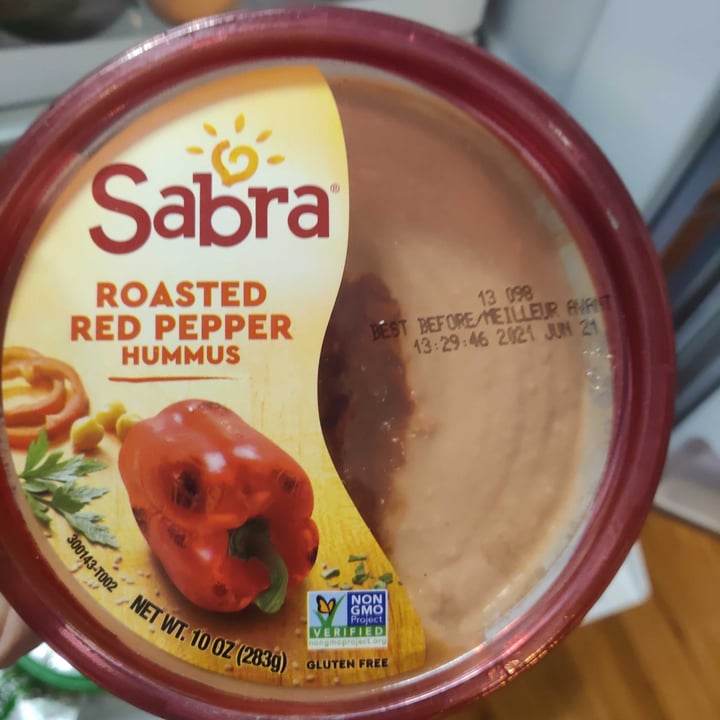 Sabra®
ROASTED
RED PEPPER
HUMMUS
13 098
BEST BEFORE/MEILLEUR AVANT
13:29:46 2021 JUN 21
300143-T002
NET WT. 10 OZ (283g)
NON
GMO
Project
VERIFIED
nongmoproject.org
GLUTEN FREE